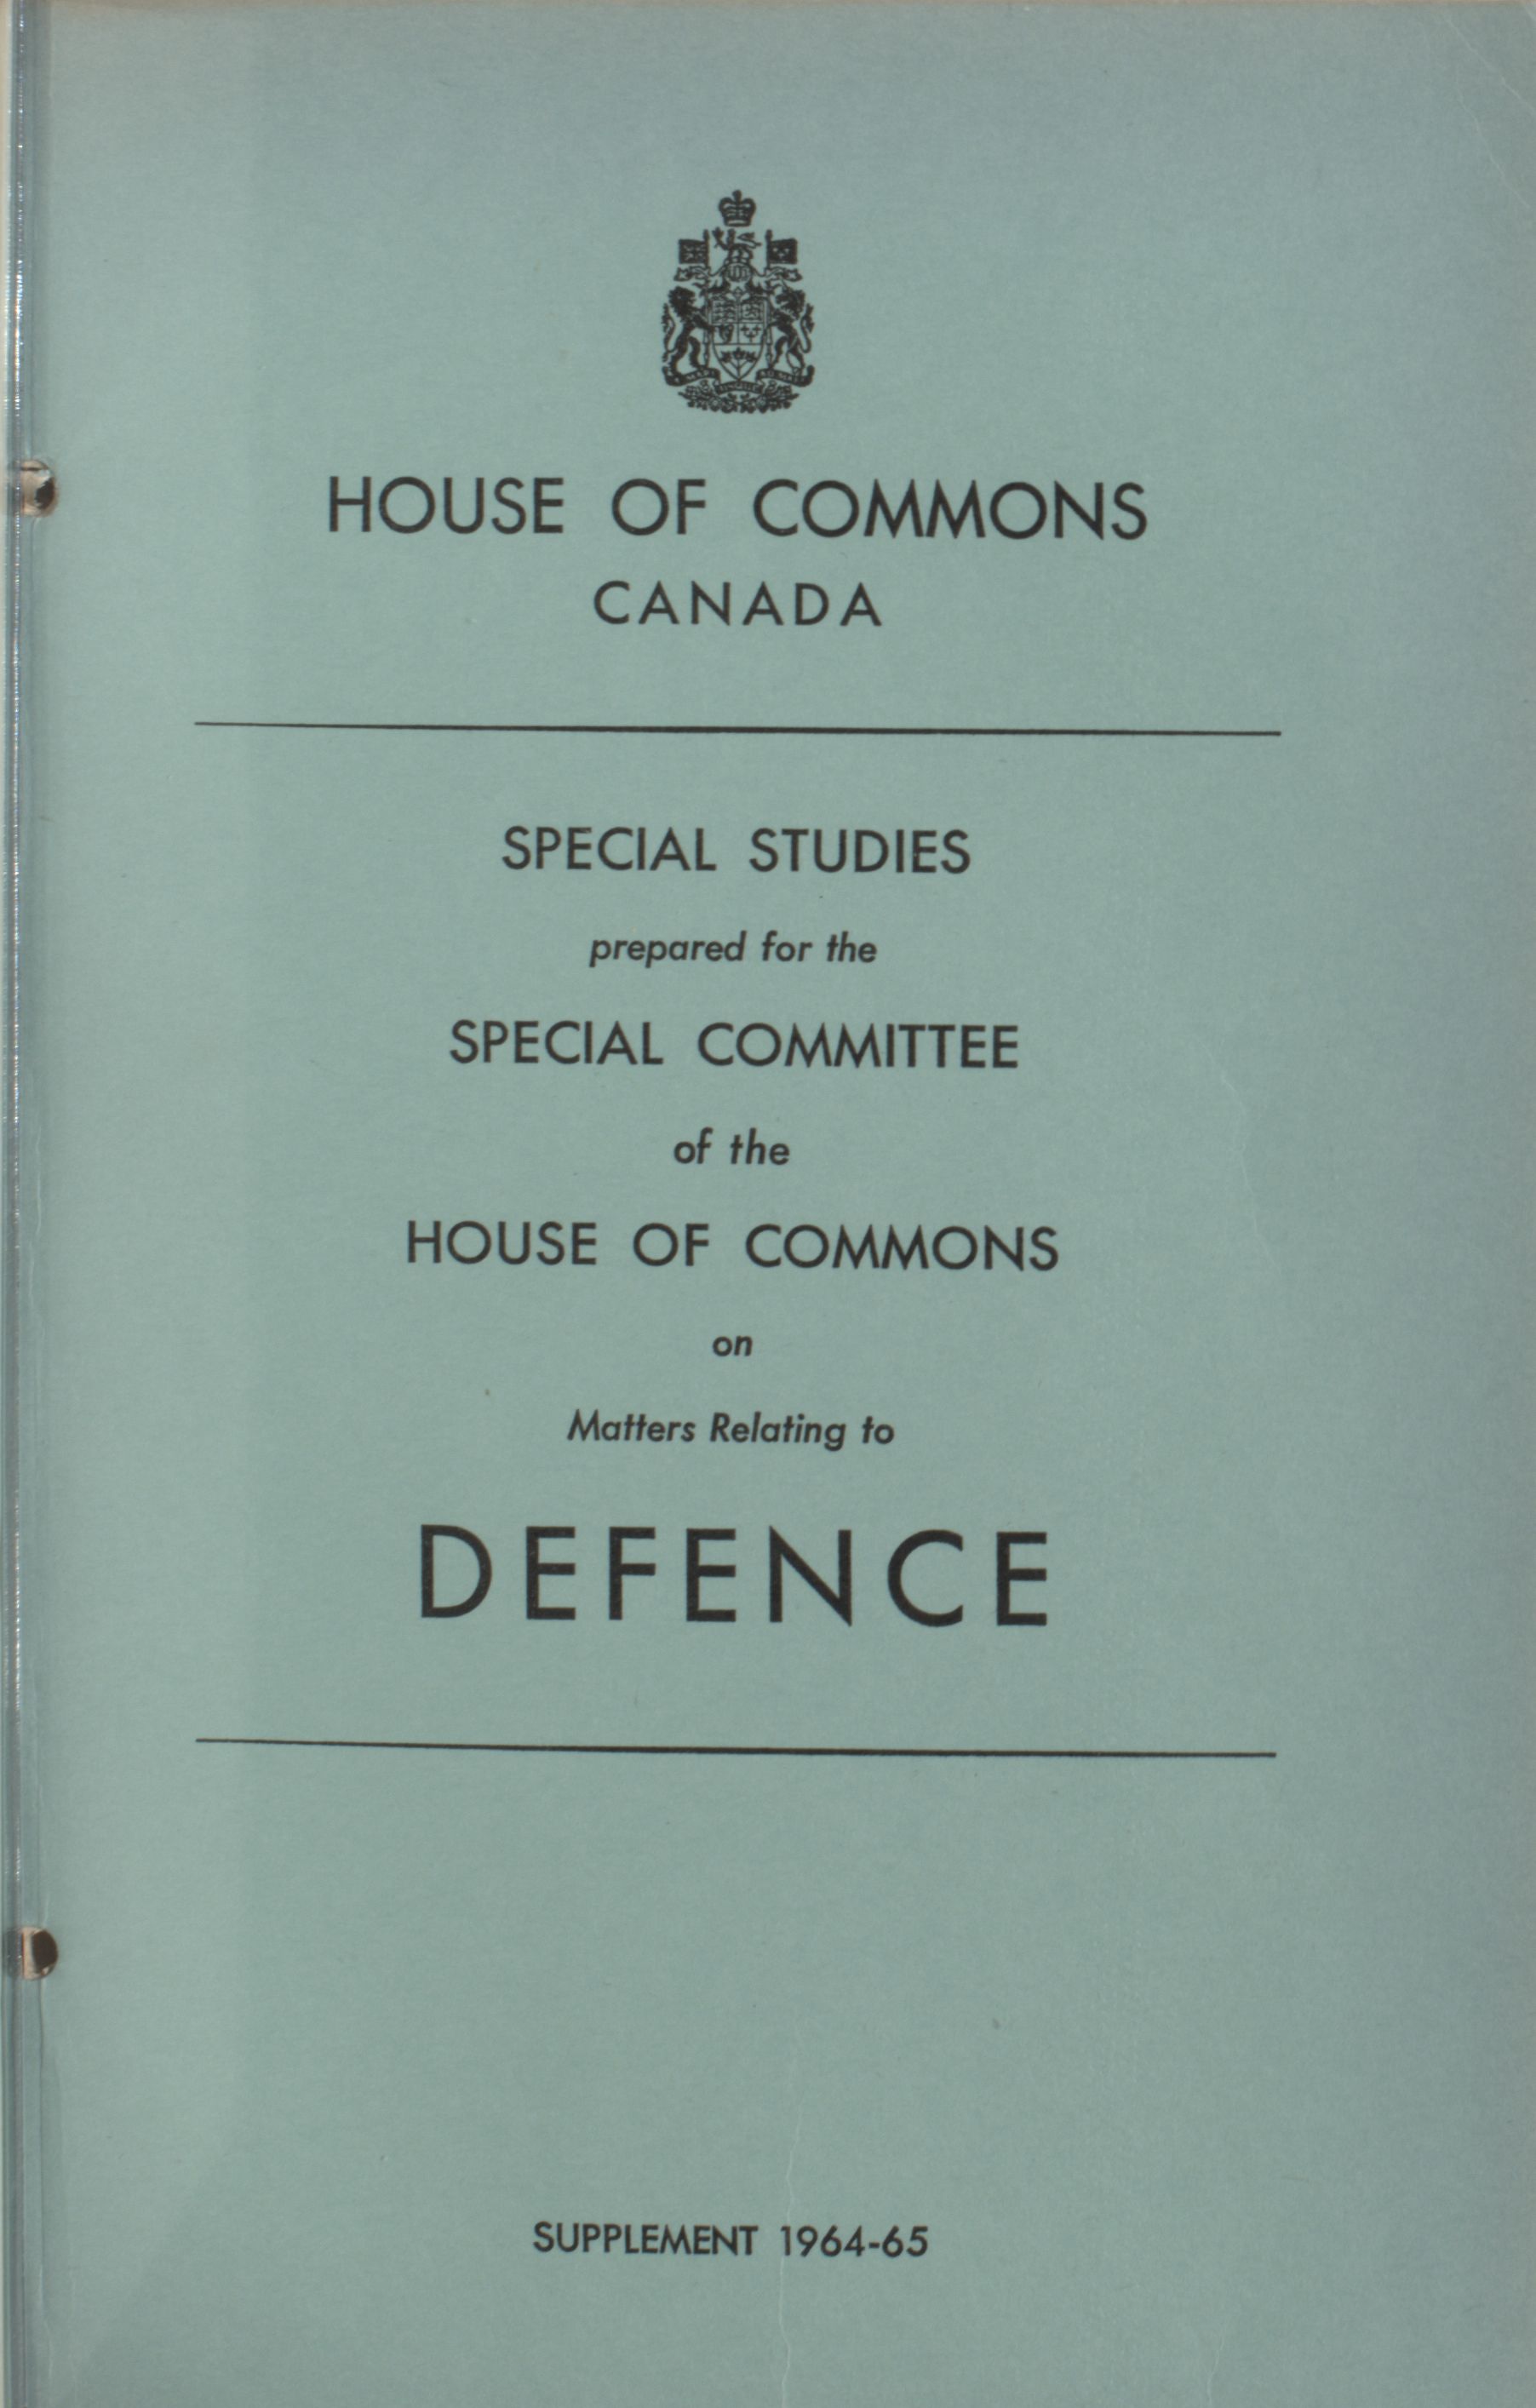 HOUSE OF COMMONS
CANADA
SPECIAL STUDIES
prepared for the
SPECIAL COMMITTEE
of the
HOUSE OF COMMONS
on
Matters Relating to
DEFENCE
SUPPLEMENT 1964-65